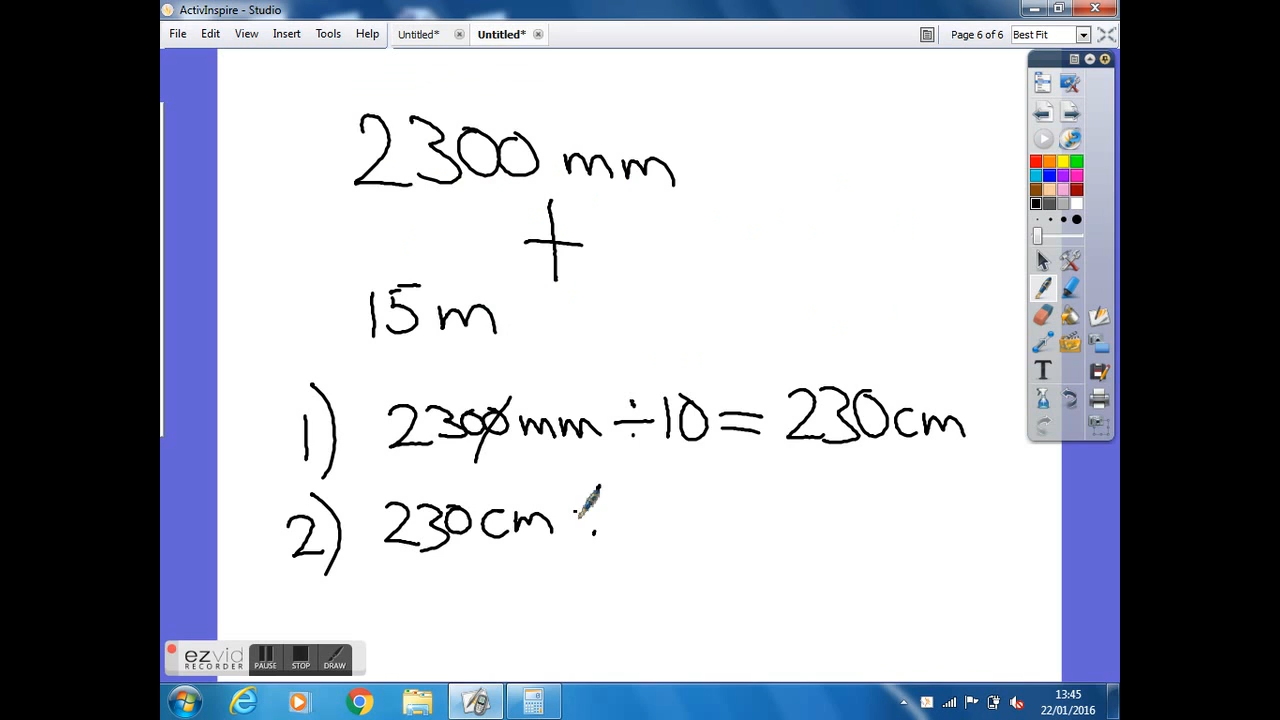 ActivInspire - Studio
File Edit View Insert Tools Help Untitled* Untitled* Page 6 of 6 Best Fit
2300 mm
+
15 m
1) 2300 mm ÷ 10 = 230 cm
2) 230 cm ÷
T
ezvid
RECORDER
PAUSE STOP DRAW
13:45
22/01/2016